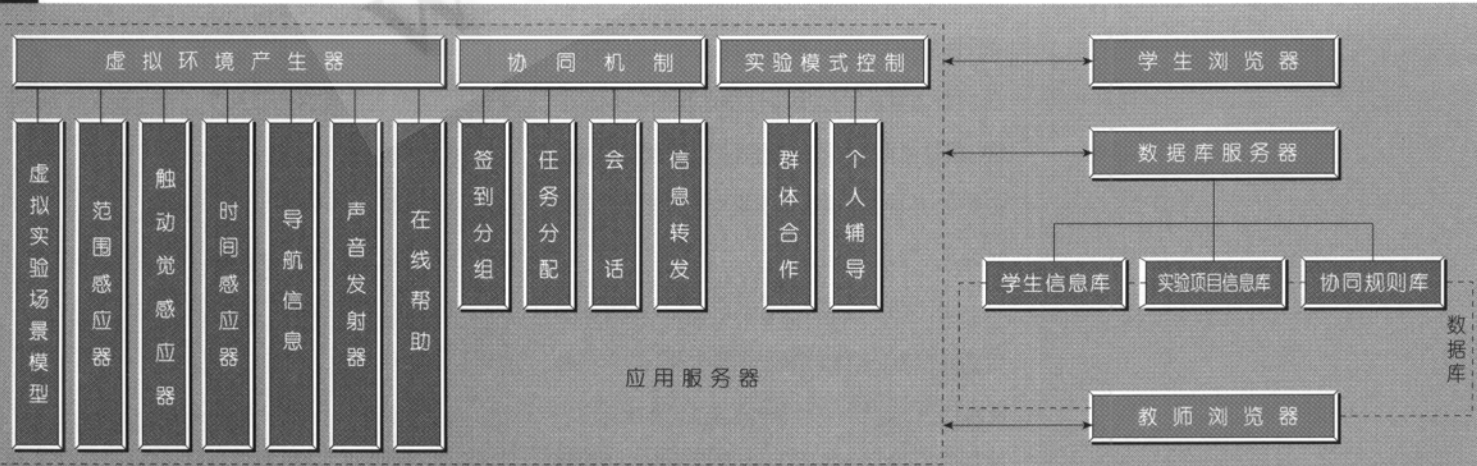 虚拟环境产生器
协同机制
实验模式控制
学生浏览器
数据库服务器
虚拟实验场景模型
范围感应器
触动觉感应器
时间感应器
导航信息
声音发射器
在线帮助
签到分组
任务分配
会话
信息转发
群体合作
个人辅导
学生信息库
实验项目信息库
协同规则库
数据库
应用服务器
教师浏览器